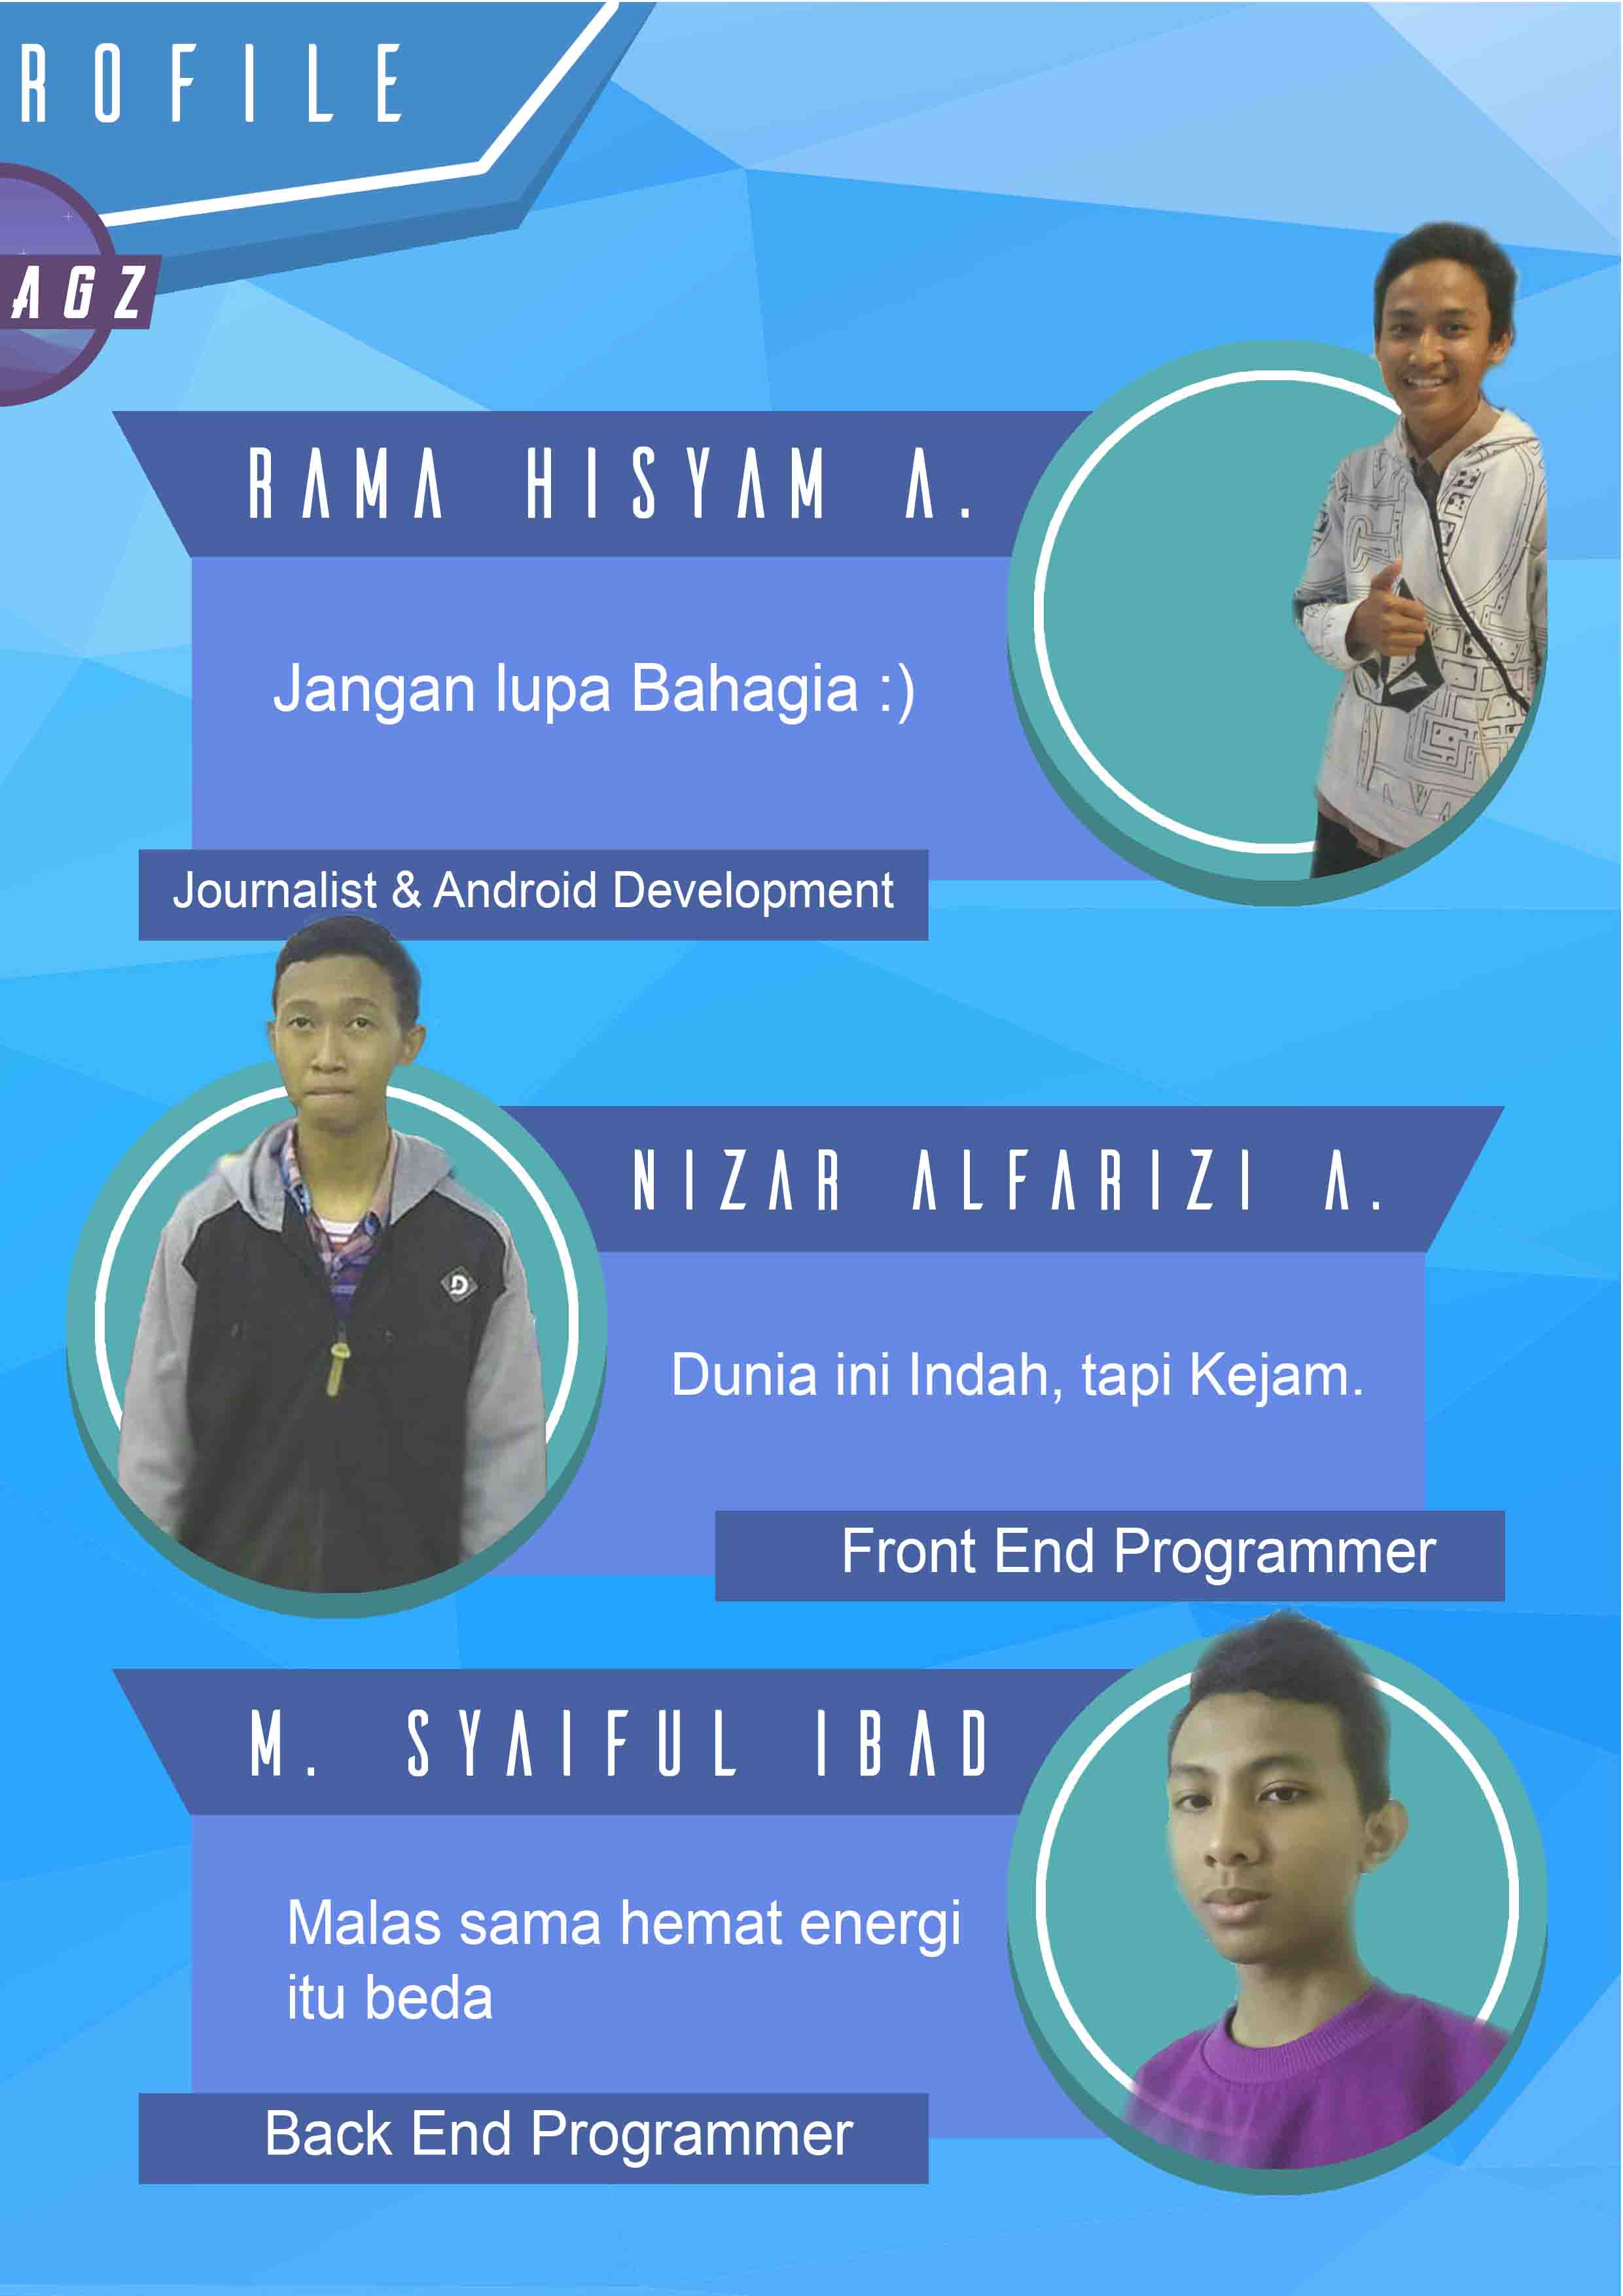 ROFILE
AGZ
RAMA HISYAM A.
Jangan lupa Bahagia :)
Journalist & Android Development
NIZAR ALFARIZI A.
Dunia ini Indah, tapi Kejam.
Front End Programmer
M. SYAIFUL IBAD
Malas sama hemat energi
itu beda
Back End Programmer